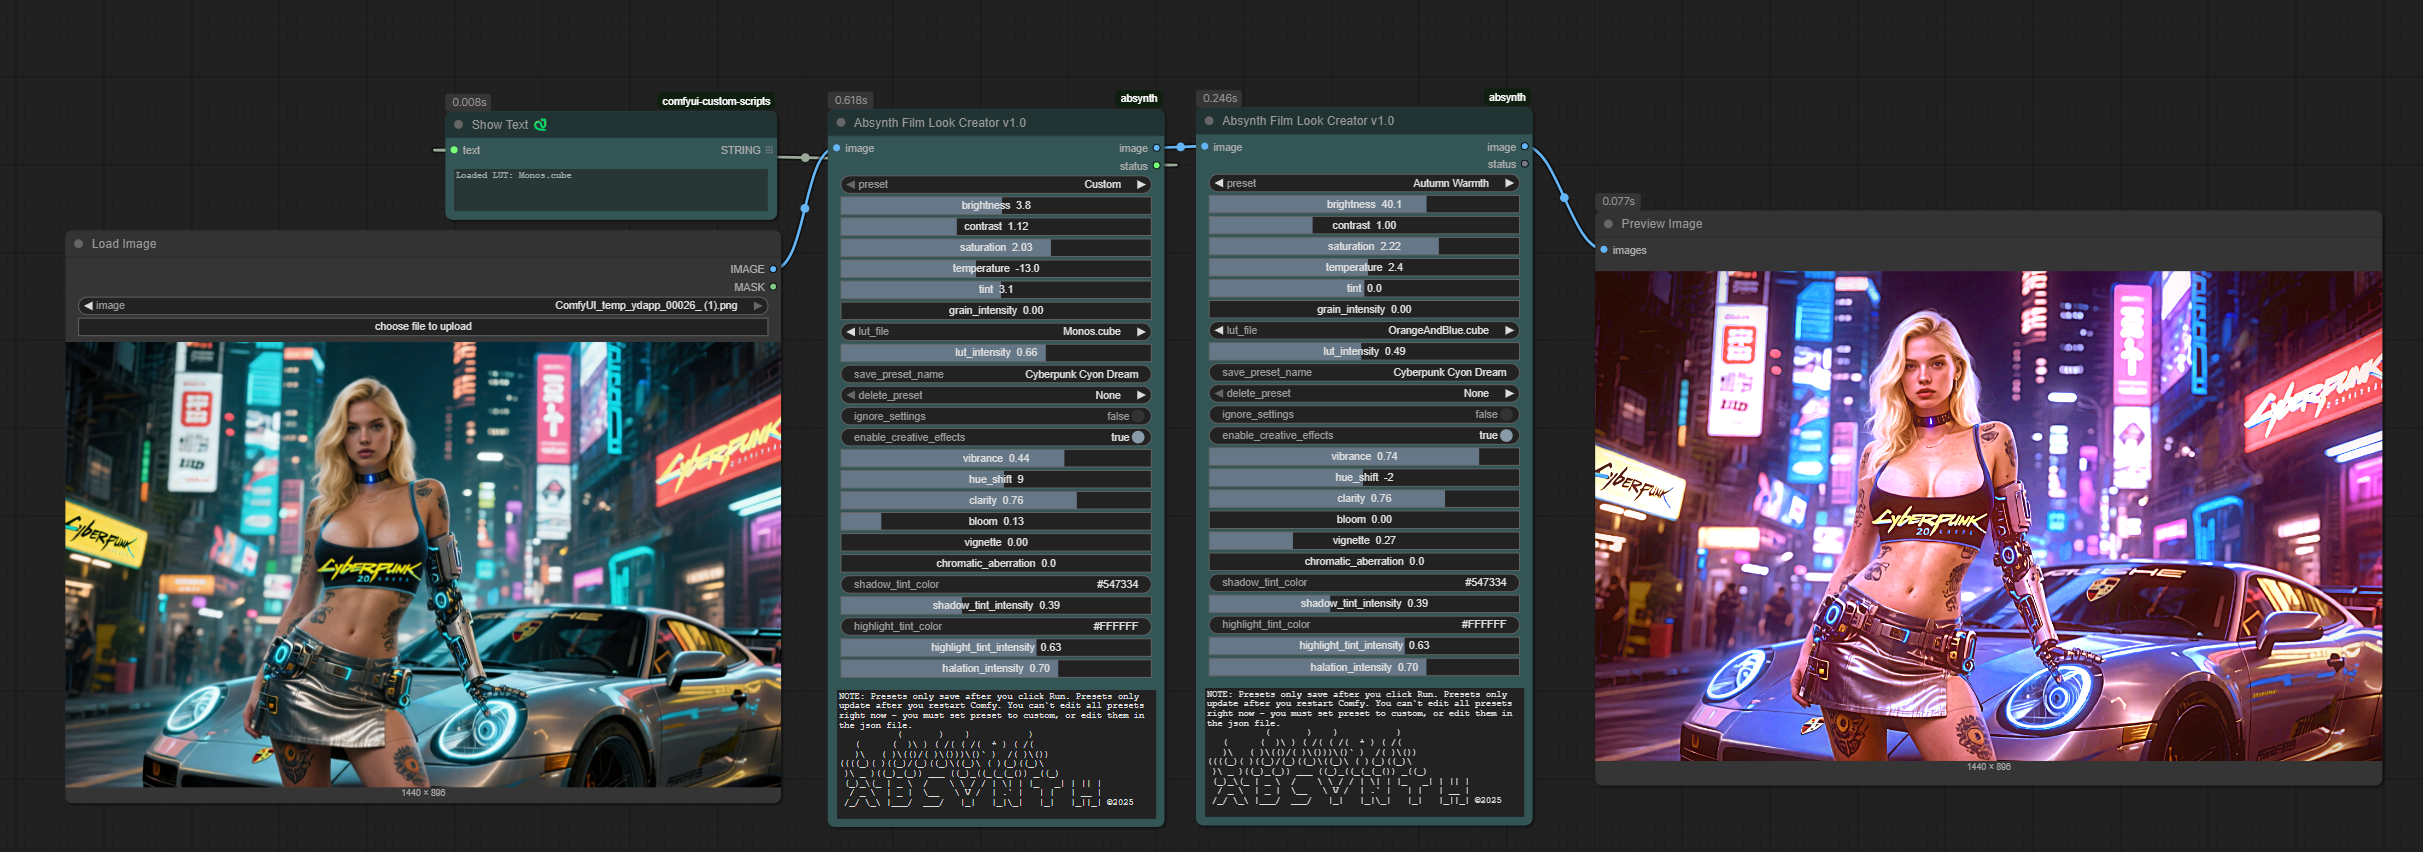 0.008s
comfyui-custom-scripts
Show Text
text
STRING
Loaded LUT: Monos.cube
Load Image
IMAGE
MASK
image ComfyUI_temp_ydapp_00026_ (1).png
choose file to upload
CYBERPUNK
CYBERPUNK
CYBERPUNK
20
1440 × 896
0.618s
absynth
Absynth Film Look Creator v1.0
image
image
status
preset Custom
brightness 3.8
contrast 1.12
saturation 2.03
temperature -13.0
tint 3.1
grain_intensity 0.00
lut_file Monos.cube
lut_intensity 0.66
save_preset_name Cyberpunk Cyon Dream
delete_preset None
ignore_settings false
enable_creative_effects true
vibrance 0.44
hue_shift 9
clarity 0.76
bloom 0.13
vignette 0.00
chromatic_aberration 0.0
shadow_tint_color #547334
shadow_tint_intensity 0.39
highlight_tint_color #FFFFFF
highlight_tint_intensity 0.63
halation_intensity 0.70
NOTE: Presets only save after you click Run. Presets only
update after you restart Comfy. You can`t edit all presets
right now - you must set preset to custom, or edit them in
the json file.
©2025
0.246s
absynth
Absynth Film Look Creator v1.0
image
image
status
preset Autumn Warmth
brightness 40.1
contrast 1.00
saturation 2.22
temperature 2.4
tint 0.0
grain_intensity 0.00
lut_file OrangeAndBlue.cube
lut_intensity 0.49
save_preset_name Cyberpunk Cyon Dream
delete_preset None
ignore_settings false
enable_creative_effects true
vibrance 0.74
hue_shift -2
clarity 0.76
bloom 0.00
vignette 0.27
chromatic_aberration 0.0
shadow_tint_color #547334
shadow_tint_intensity 0.39
highlight_tint_color #FFFFFF
highlight_tint_intensity 0.63
halation_intensity 0.70
NOTE: Presets only save after you click Run. Presets only
update after you restart Comfy. You can`t edit all presets
right now - you must set preset to custom, or edit them in
the json file.
©2025
0.077s
Preview Image
images
CYBERPUNK
CYBERPUNK
CYBERPUNK
20
1440 × 896